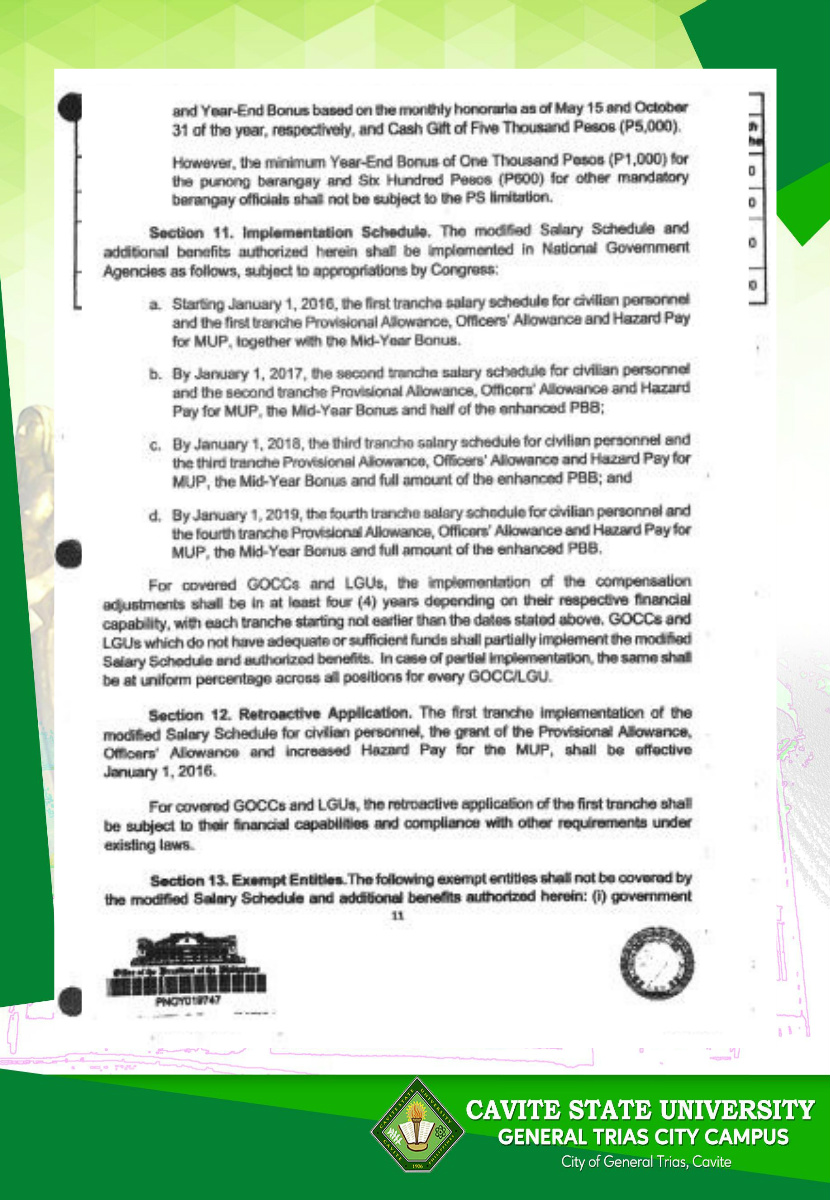 and Year-End Bonus based on the monthly honoraria as of May 15 and October
31 of the year, respectively, and Cash Gift of Five Thousand Pesos (P5,000).
However, the minimum Year-End Bonus of One Thousand Pesos (P1,000) for
the punong barangay and Six Hundred Pesos (P600) for other mandatory
barangay officials shall not be subject to the PS limitation.
Section 11. Implementation Schedule. The modified Salary Schedule and
additional benefits authorized herein shall be implemented in National Government
Agencies as follows, subject to appropriations by Congress:
a. Starting January 1, 2016, the first tranche salary schedule for civilian personnel
and the first tranche Provisional Allowance, Officers' Allowance and Hazard Pay
for MUP, together with the Mid-Year Bonus.
b. By January 1, 2017, the second tranche salary schedule for civilian personnel
and the second tranche Provisional Allowance, Officers' Allowance and Hazard
Pay for MUP, the Mid-Year Bonus and half of the enhanced PBB;
c. By January 1, 2018, the third tranche salary schedule for civilian personnel and
the third tranche Provisional Allowance, Officers' Allowance and Hazard Pay for
MUP, the Mid-Year Bonus and full amount of the enhanced PBB; and
d. By January 1, 2019, the fourth tranche salary schedule for civilian personnel and
the fourth tranche Provisional Allowance, Officers' Allowance and Hazard Pay for
MUP, the Mid-Year Bonus and full amount of the enhanced PBB.
For covered GOCCs and LGUs, the implementation of the compensation
adjustments shall be in at least four (4) years depending on their respective financial
capability, with each tranche starting not earlier than the dates stated above. GOCCs and
LGUs which do not have adequate or sufficient funds shall partially implement the modified
Salary Schedule and authorized benefits. In case of partial implementation, the same shall
be at uniform percentage across all positions for every GOCC/LGU.
Section 12. Retroactive Application. The first tranche implementation of the
modified Salary Schedule for civilian personnel, the grant of the Provisional Allowance,
Officers' Allowance and increased Hazard Pay for the MUP, shall be effective
January 1, 2016.
For covered GOCCs and LGUs, the retroactive application of the first tranche shall
be subject to their financial capabilities and compliance with other requirements under
existing laws.
Section 13. Exempt Entities. The following exempt entities shall not be covered by
the modified Salary Schedule and additional benefits authorized herein: (i) government
11
Office of the President of the Philippines
PNOY019747
CAVITE STATE UNIVERSITY
GENERAL TRIAS CITY CAMPUS
City of General Trias, Cavite
CAVITE
1906